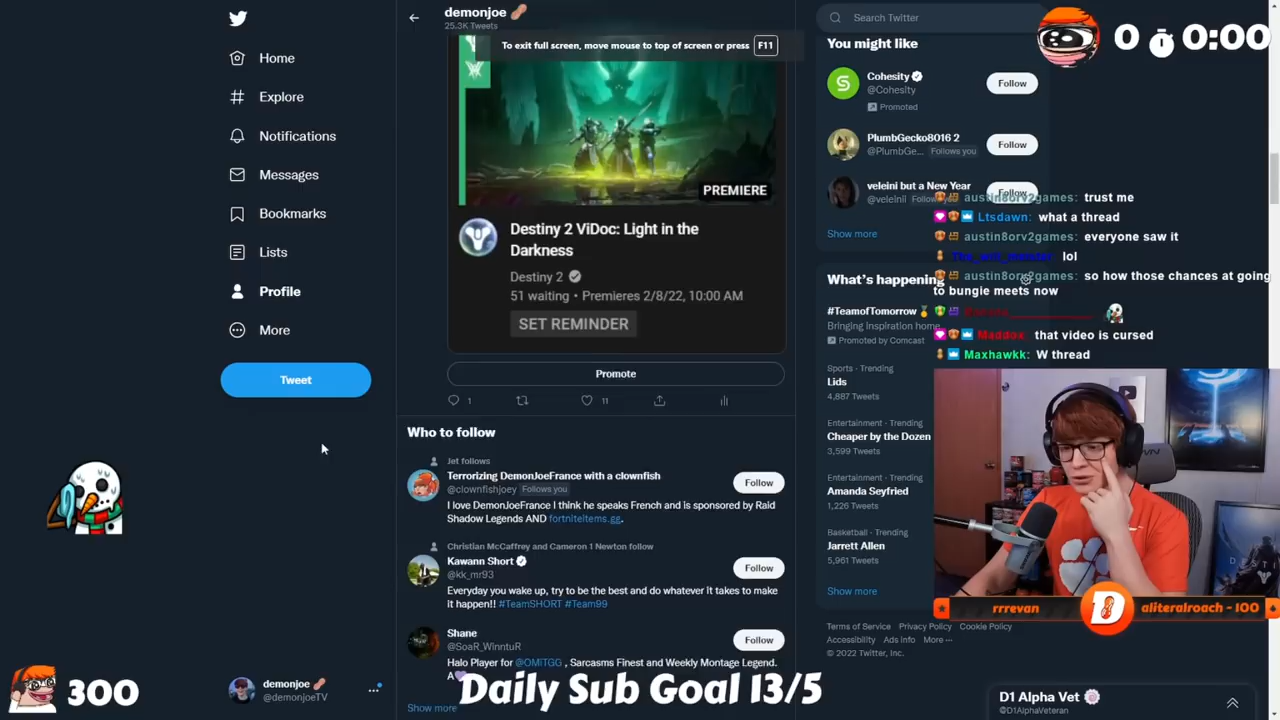 demonjoe
25.3K Tweets
To exit full screen, move mouse to top of screen or press F11
Home
Explore
Notifications
Messages
Bookmarks
Lists
Profile
More
Tweet
300
demonjoe
@demonjoeTV
PREMIERE
Destiny 2 ViDoc: Light in the
Darkness
Destiny 2
51 waiting • Premieres 2/8/22, 10:00 AM
SET REMINDER
Promote
1
11
Who to follow
Jet follows
Terrorizing DemonJoeFrance with a clownfish
@clownfishjoey Follows you
Follow
I love DemonJoeFrance I think he speaks French and is sponsored by Raid
Shadow Legends AND fortniteitems.gg.
Christian McCaffrey and Cameron 1 Newton follow
Kawann Short
@kk_mr93
Follow
Everyday you wake up, try to be the best and do whatever it takes to make
it happen!! #TeamSHORT #Team99
Shane
@SoaR_WinntuR
Follow
Halo Player for @OMiTGG , Sarcasms Finest and Weekly Montage Legend.
Show more
Daily Sub Goal 13/5
Search Twitter
0 0:00
You might like
Cohesity
@Cohesity
Promoted
Follow
PlumbGecko8016 2
@PlumbGe... Follows you
Follow
veleini but a New Year
Follow
Show more
austin8orv2games: trust me
Ltsdawn: what a thread
austin8orv2games: everyone saw it
lol
austin8orv2games: so how those chances at going
to bungie meets now
Maddox: that video is cursed
Maxhawkk: W thread
What's happening
#TeamofTomorrow
Bringing inspiration home
Promoted by Comcast
Sports · Trending
Lids
4,887 Tweets
Entertainment · Trending
Cheaper by the Dozen
3,599 Tweets
Entertainment · Trending
Amanda Seyfried
1,226 Tweets
Basketball · Trending
Jarrett Allen
5,961 Tweets
Show more
rrrevan
D
aliteralroach - 100
Terms of Service Privacy Policy Cookie Policy
Accessibility Ads info More ...
© 2022 Twitter, Inc.
D1 Alpha Vet
@D1AlphaVeteran